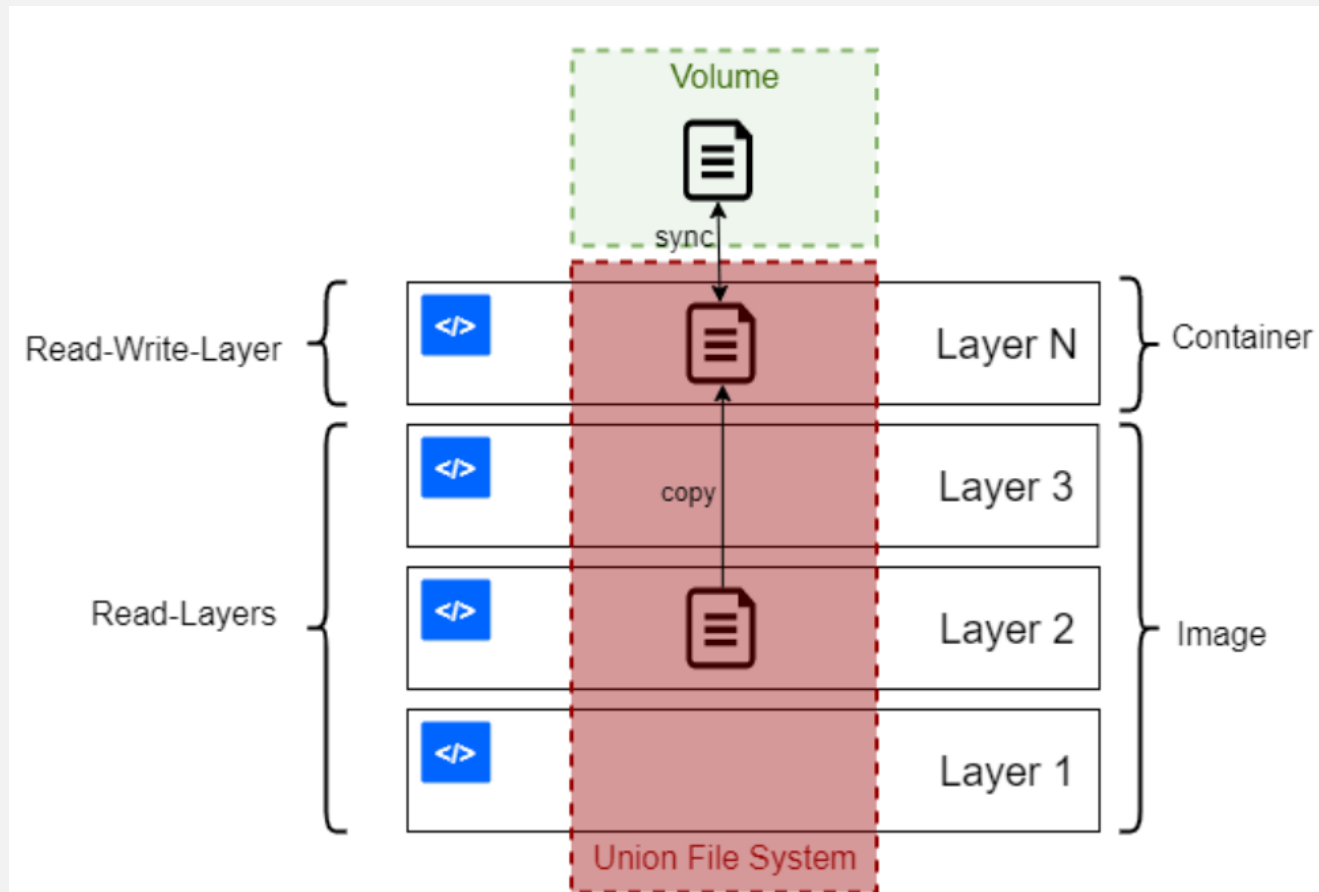 Volume
sync
Read-Write-Layer
</>
Layer N
Container
</>
Layer 3
copy
Read-Layers
</>
Layer 2
Image
</>
Layer 1
Union File System